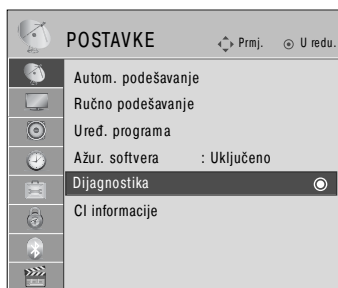 POSTAVKE Prmj. U redu.
Autom. podešavanje
Ručno podešavanje
Uređ. programa
Ažur. softvera : Uključeno
Dijagnostika
CI informacije